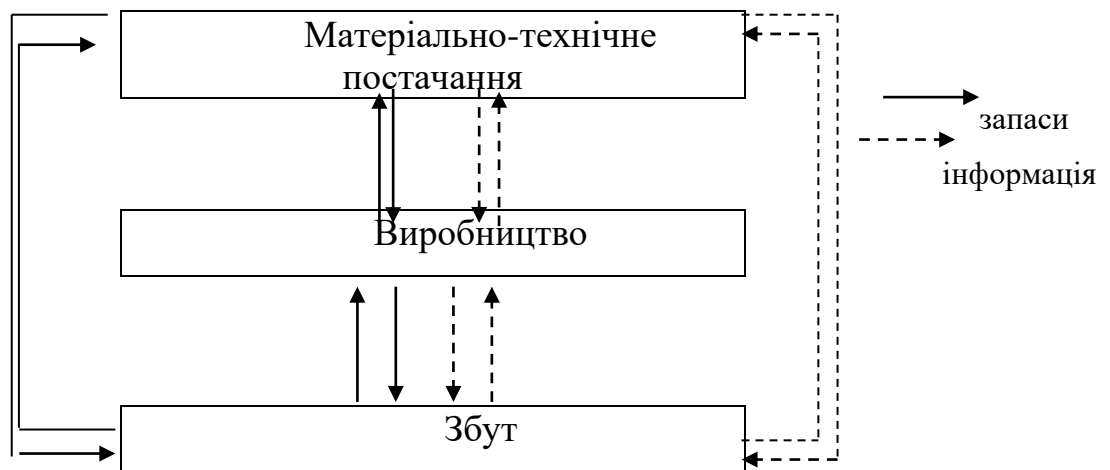 Матеріально-технічне
постачання
запаси
інформація
Виробництво
Збут